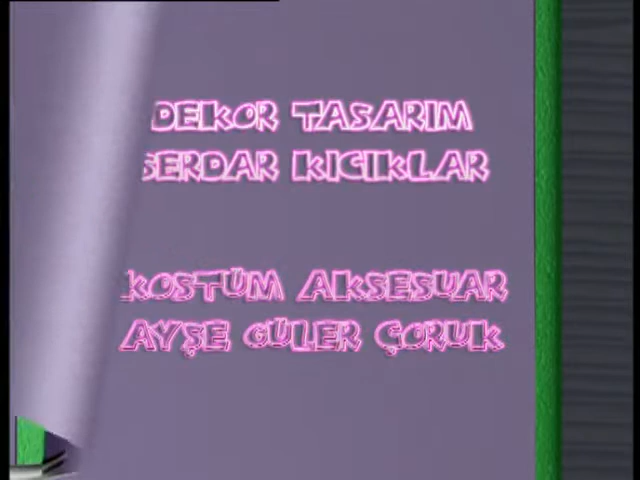 DEKOR TASARIM
SERDAR KICIKLAR
KOSTÜM AKSESUAR
AYŞE GÜLER ÇORUK